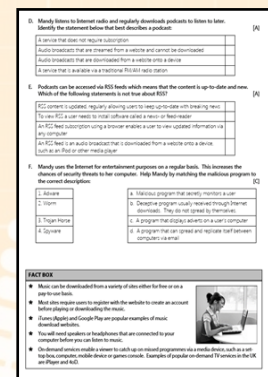 D. Mandy listens to Internet radio and regularly downloads podcasts to listen to later.
Identify the statement below that best describes a podcast: [A]
A service that does not require subscription
Audio broadcasts that are streamed from a website and cannot be downloaded
Audio broadcasts that are downloaded from a website onto a device
A service that is available via a traditional FM/AM radio station
E. Podcasts can be accessed via RSS feeds which means that the content is up-to-date and new.
Which of the following statements is not true about RSS? [A]
RSS content is updated regularly allowing users to keep up-to-date with breaking news
To view RSS a user needs to install software called a news- or feed-reader
An RSS feed subscription using a browser enables a user to view updated information via
any computer
An RSS feed is an audio broadcast that is downloaded from a website onto a device,
such as an iPod or other media player
F. Mandy uses the Internet for entertainment purposes on a regular basis. This increases the
chances of security threats to her computer. Help Mandy by matching the malicious program to
the correct description: [C]
1. Adware
2. Worm
3. Trojan Horse
4. Spyware
a. Malicious program that secretly monitors a user
b. Deceptive program usually received through Internet
downloads. They do not spread by themselves.
c. A program that displays adverts on a user's computer
d. A program that can spread and replicate itself between
computers via email
FACT BOX
★ Music can be downloaded from a variety of sites either for free or on a
pay-to-use basis.
★ Most sites require users to register with the website to create an account
before playing or downloading the music.
★ iTunes (Apple) and Google Play are popular examples of music
download websites.
★ You will need speakers or headphones that are connected to your
computer before you can listen to music.
★ On-demand services enable a viewer to catch up on missed programmes via a media device, such as a set-
top box, computer, mobile device or games console. Examples of popular on-demand TV services in the UK
are iPlayer and 4oD.